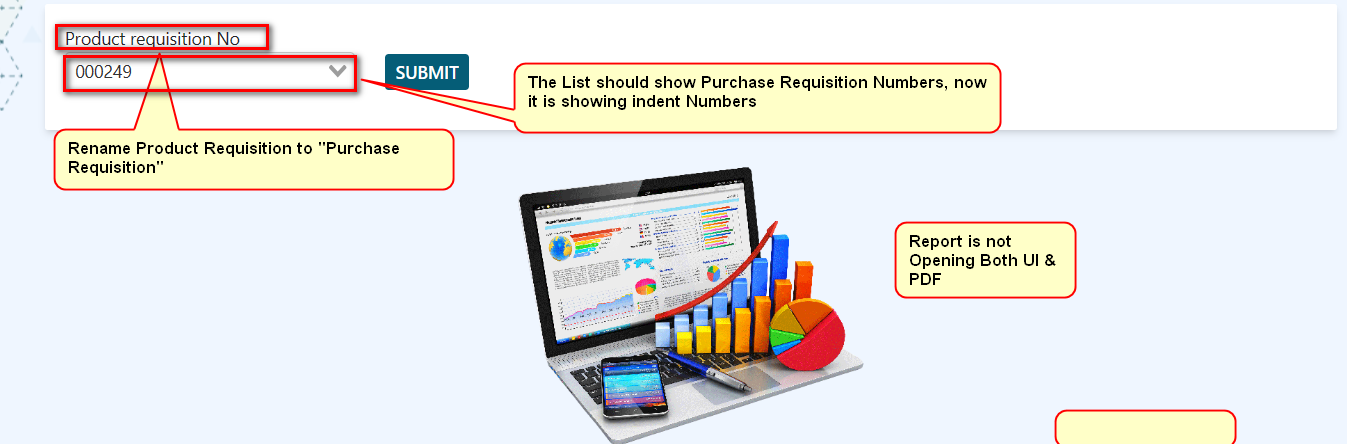 Product requisition No
000249
SUBMIT
The List should show Purchase Requisition Numbers, now
it is showing indent Numbers
Rename Product Requisition to "Purchase
Requisition"
Report is not
Opening Both UI &
PDF